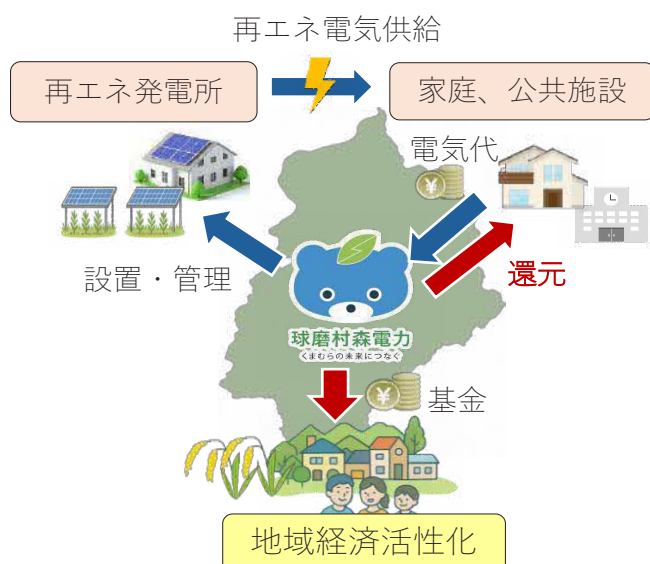 再エネ電気供給
再エネ発電所
家庭、公共施設
電気代
¥
設置・管理
還元
球磨村森電力
くまむらの未来につなぐ
¥
基金
地域経済活性化